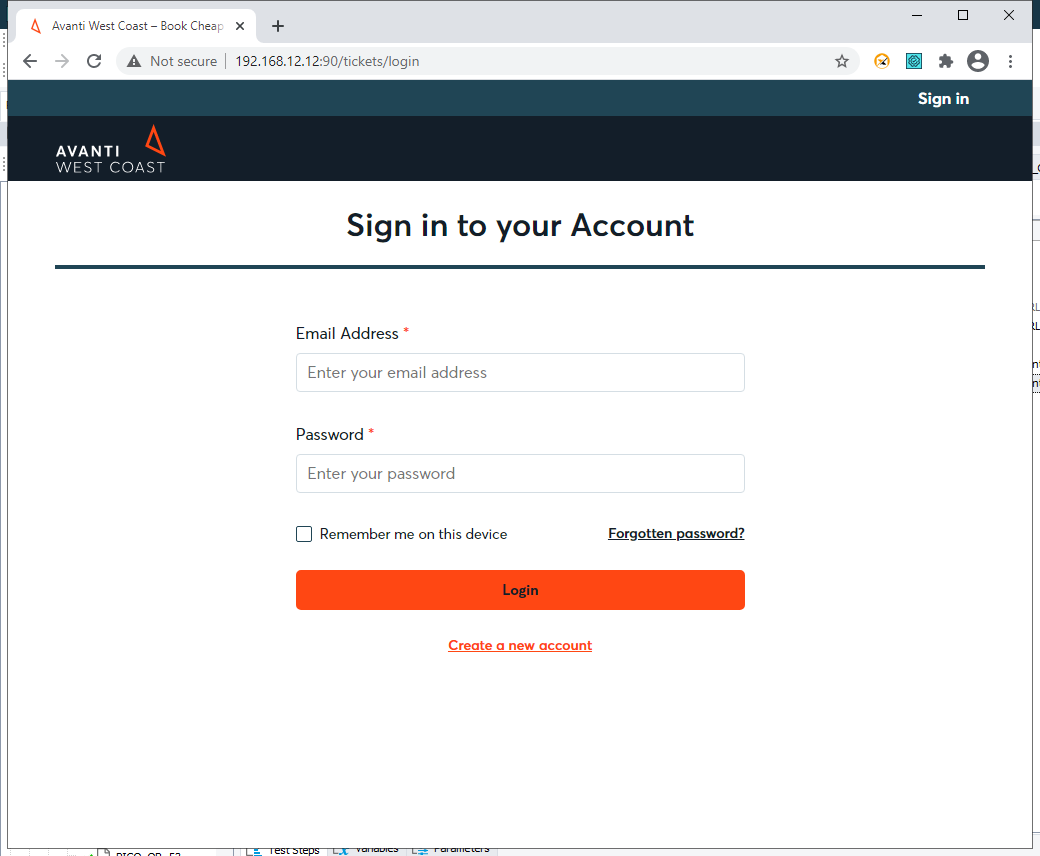 Avanti West Coast – Book Cheap
Not secure
192.168.12.12:90/tickets/login
Sign in
AVANTI
WEST COAST
Sign in to your Account
Email Address *
Enter your email address
Password *
Enter your password
Remember me on this device
Forgotten password?
Login
Create a new account
Test Steps
Variables
Parameters